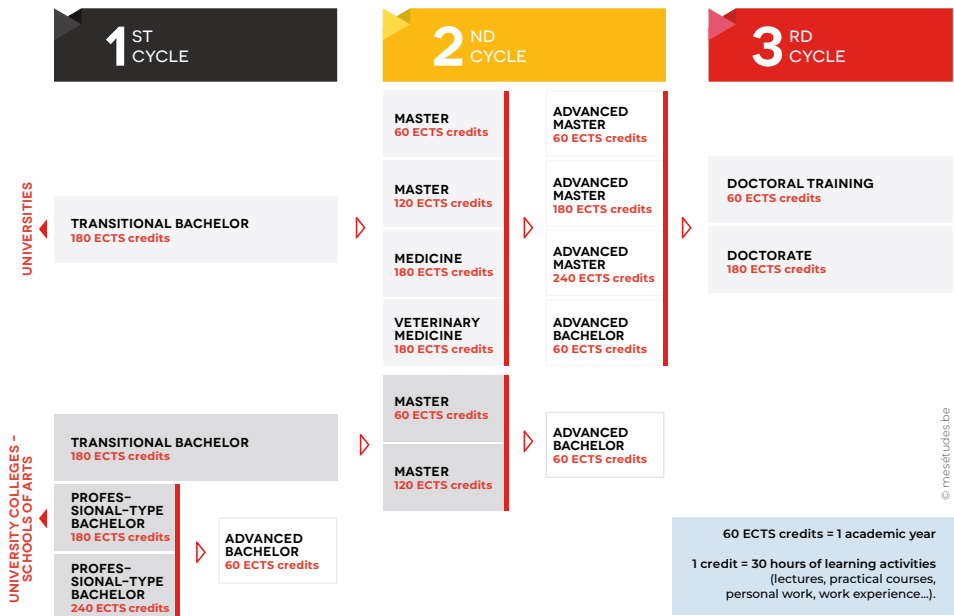 1 ST
CYCLE
2 ND
CYCLE
3 RD
CYCLE
UNIVERSITIES
TRANSITIONAL BACHELOR
180 ECTS credits
MASTER
60 ECTS credits
MASTER
120 ECTS credits
MEDICINE
180 ECTS credits
VETERINARY
MEDICINE
180 ECTS credits
ADVANCED
MASTER
60 ECTS credits
ADVANCED
MASTER
180 ECTS credits
ADVANCED
MASTER
240 ECTS credits
ADVANCED
BACHELOR
60 ECTS credits
DOCTORAL TRAINING
60 ECTS credits
DOCTORATE
180 ECTS credits
UNIVERSITY COLLEGES –
SCHOOLS OF ARTS
TRANSITIONAL BACHELOR
180 ECTS credits
PROFES–
SIONAL–TYPE
BACHELOR
180 ECTS credits
PROFES–
SIONAL–TYPE
BACHELOR
240 ECTS credits
ADVANCED
BACHELOR
60 ECTS credits
MASTER
60 ECTS credits
MASTER
120 ECTS credits
ADVANCED
BACHELOR
60 ECTS credits
© mesétudes.be
60 ECTS credits = 1 academic year
1 credit = 30 hours of learning activities
(lectures, practical courses,
personal work, work experience...).